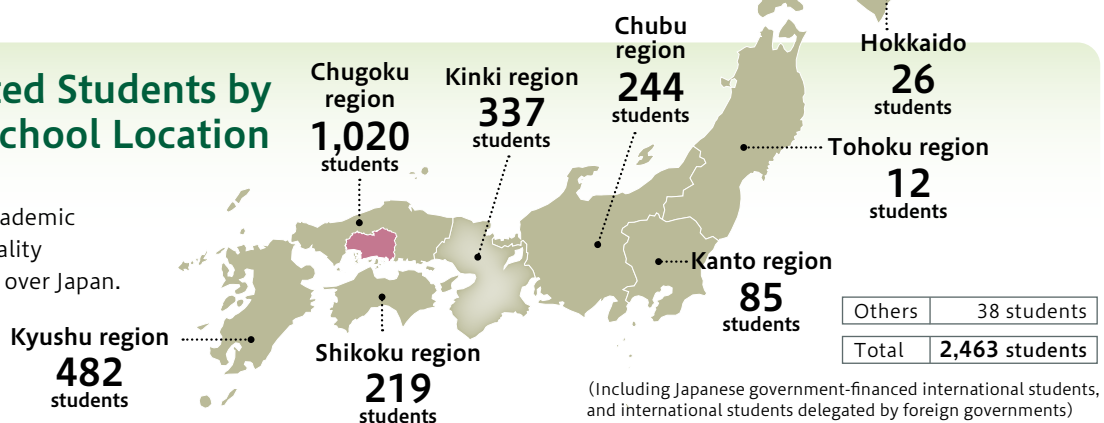 ed Students by
chool Location
ademic
ality
over Japan.
Chugoku
region
1,020
students
Kinki region
337
students
Chubu
region
244
students
Hokkaido
26
students
Tohoku region
12
students
Kanto region
85
students
Kyushu region
482
students
Shikoku region
219
students
Others 38 students
Total 2,463 students
(Including Japanese government-financed international students,
and international students delegated by foreign governments)